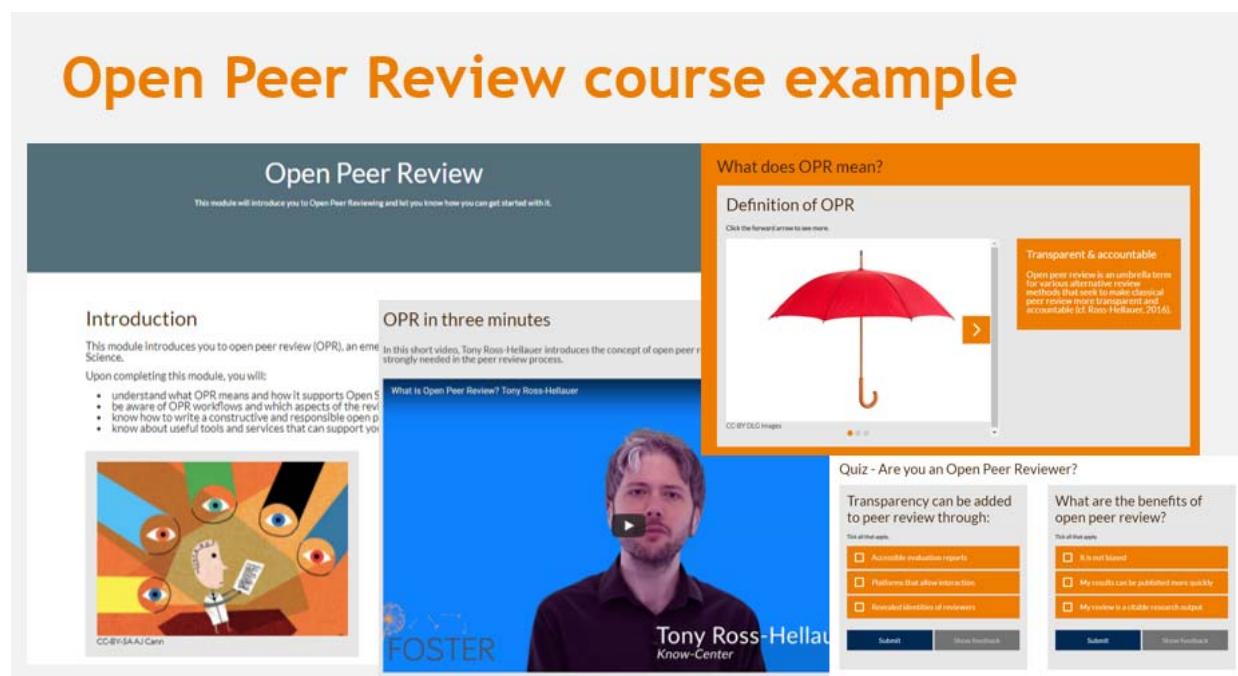 Open Peer Review course example
Open Peer Review
This module will introduce you to Open Peer Reviewing and let you know how you can get started with it.
Introduction
This module introduces you to open peer review (OPR), an eme
Science.
Upon completing this module, you will:
understand what OPR means and how it supports Open S
be aware of OPR workflows and which aspects of the revi
know how to write a constructive and responsible open p
know about useful tools and services that can support you
CC-BY-SA AJ Cann
OPR in three minutes
In this short video, Tony Ross-Hellauer introduces the concept of open peer r
strongly needed in the peer review process.
What is Open Peer Review? Tony Ross-Hellauer
FOSTER
Tony Ross-Hellau
Know-Center
What does OPR mean?
Definition of OPR
Click the forward arrow to see more.
CC-BY DLG Images
Transparent & accountable
Open peer review is an umbrella term
for various alternative review
methods that seek to make classical
peer review more transparent and
accountable (cf. Ross-Hellauer, 2016).
Quiz - Are you an Open Peer Reviewer?
Transparency can be added
to peer review through:
Tick all that apply.
Accessible evaluation reports
Platforms that allow interaction
Revealed identities of reviewers
Submit
Show feedback
What are the benefits of
open peer review?
Tick all that apply.
It is not biased
My results can be published more quickly
My review is a citable research output
Submit
Show feedback